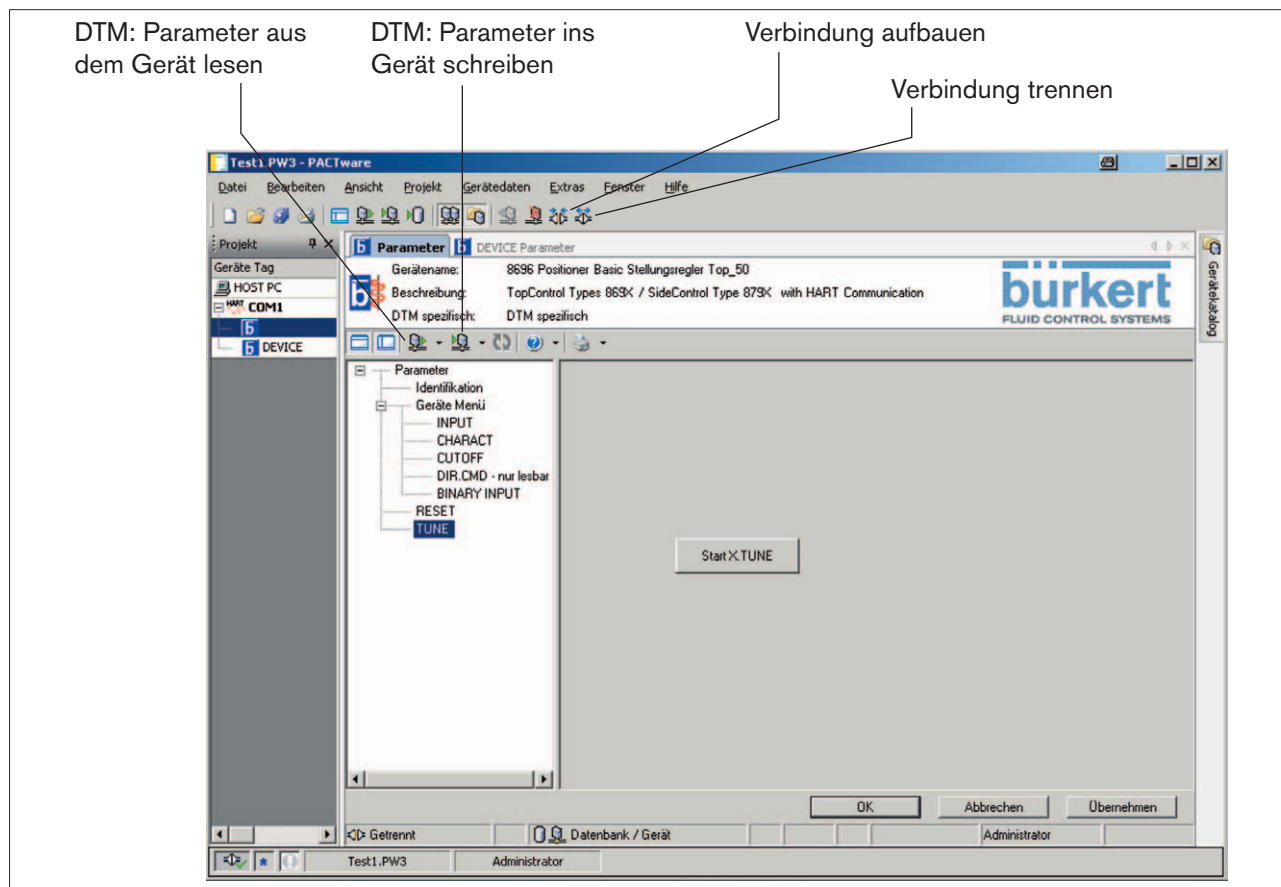 DTM: Parameter aus
dem Gerät lesen
DTM: Parameter ins
Gerät schreiben
Verbindung aufbauen
Verbindung trennen
Test1.PW3 - PACTware
Datei Bearbeiten Ansicht Projekt Gerätedaten Extras Fenster Hilfe
Projekt
Geräte Tag
HOST PC
HART COM1
DEVICE
Parameter
DEVICE Parameter
Gerätename: 8696 Positioner Basic Stellungsregler Top_50
Beschreibung: TopControl Types 869X / SideControl Type 879X with HART Communication
DTM spezifisch: DTM spezifisch
burkert
FLUID CONTROL SYSTEMS
Gerätekatalog
Parameter
Identifikation
Geräte Menü
INPUT
CHARACT
CUTOFF
DIR.CMD - nur lesbar
BINARY INPUT
RESET
TUNE
Start X.TUNE
OK Abbrechen Übernehmen
Getrennt Datenbank / Gerät Administrator
Test1.PW3 Administrator